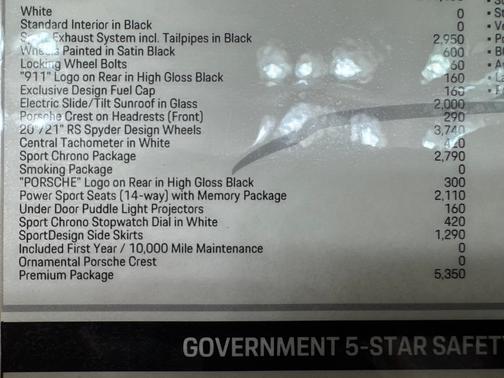 White 0
Standard Interior in Black 0
Exhaust System incl. Tailpipes in Black 2,950
Wheels Painted in Satin Black 600
Locking Wheel Bolts 60
"911" Logo on Rear in High Gloss Black 160
Exclusive Design Fuel Cap 160
Electric Slide/Tilt Sunroof in Glass 2,000
Porsche Crest on Headrests (Front) 290
20"/21" RS Spyder Design Wheels 3,740
Central Tachometer in White 420
Sport Chrono Package 2,790
Smoking Package 0
"PORSCHE" Logo on Rear in High Gloss Black 300
Power Sport Seats (14-way) with Memory Package 2,110
Under Door Puddle Light Projectors 160
Sport Chrono Stopwatch Dial in White 420
SportDesign Side Skirts 1,290
Included First Year / 10,000 Mile Maintenance 0
Ornamental Porsche Crest 0
Premium Package 5,350
GOVERNMENT 5-STAR SAFET